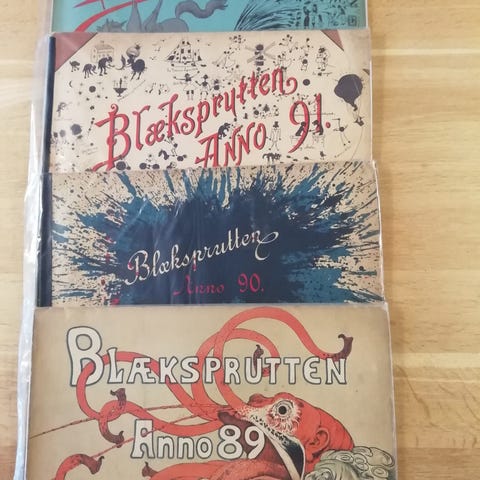 Blæksprutten
Anno 91.
Blæksprutten
Anno 90.
BLÆKSPRUTTEN
Anno 89